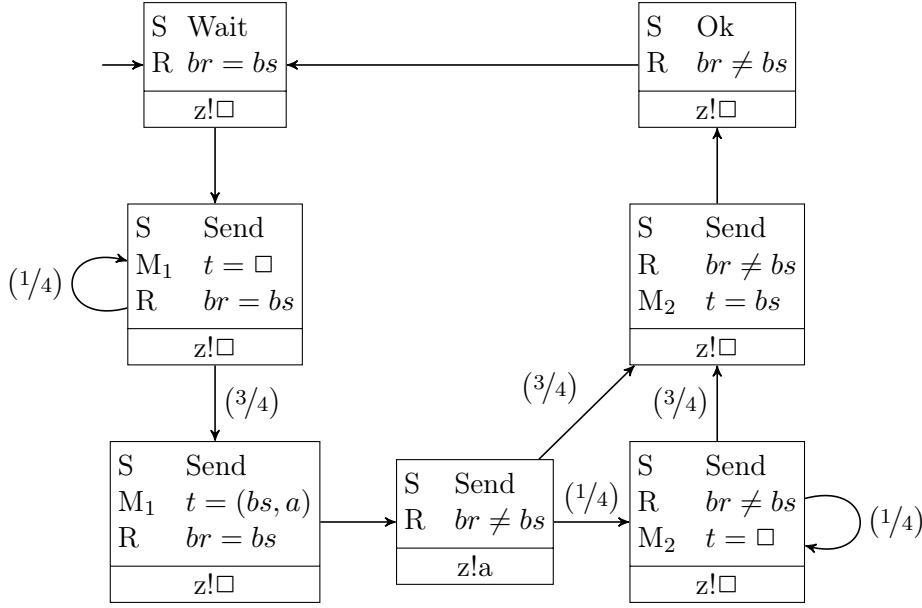 S Wait
R br = bs
z!□
S Ok
R br ≠ bs
z!□
S Send
M₁ t = □
R br = bs
z!□
(1/4)
S Send
R br ≠ bs
M₂ t = bs
z!□
(3/4)
(3/4)
(3/4)
S Send
M₁ t = (bs, a)
R br = bs
z!□
S Send
R br ≠ bs
z!a
(1/4)
S Send
R br ≠ bs
M₂ t = □
z!□
(1/4)